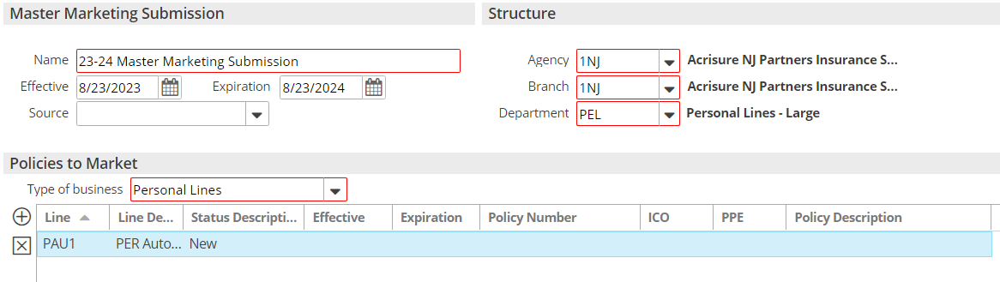 Master Marketing Submission
Structure
Name 23-24 Master Marketing Submission
Agency 1NJ Acrisure NJ Partners Insurance S...
Effective 8/23/2023 Expiration 8/23/2024
Branch 1NJ Acrisure NJ Partners Insurance S...
Source
Department PEL Personal Lines - Large
Policies to Market
Type of business Personal Lines
Line Line De... Status Descripti... Effective Expiration Policy Number ICO PPE Policy Description
PAU1 PER Auto... New